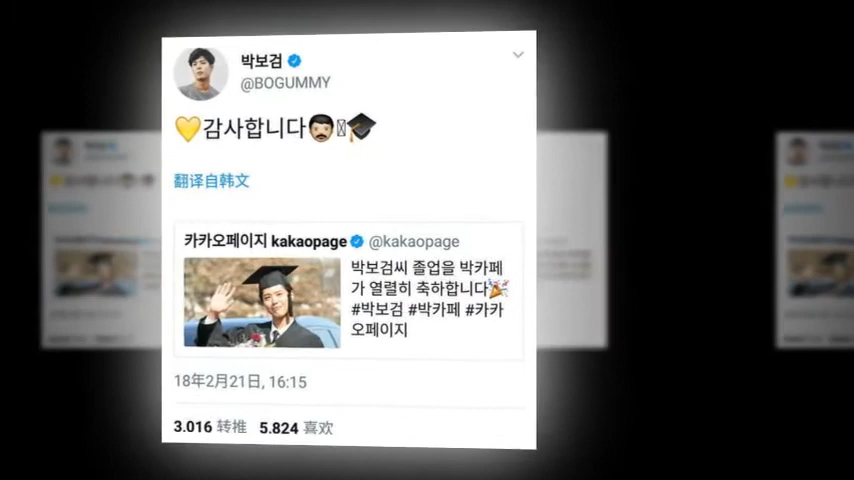 박보검
@BOGUMMY
💛감사합니다👨🏻‍🎓
翻译自韩文
카카오페이지 kakaopage @kakaopage
박보검씨 졸업을 박카페
가 열렬히 축하합니다🎉
#박보검 #박카페 #카카
오페이지
18年2月21日, 16:15
3.016 转推 5.824 喜欢